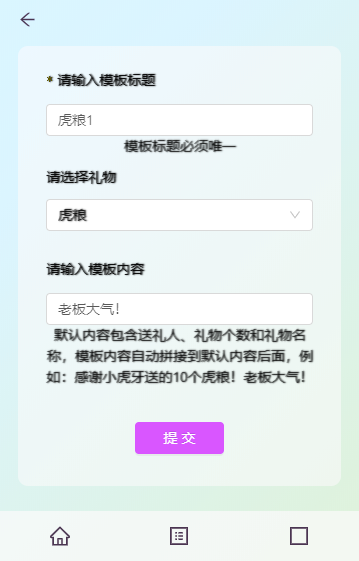 * 请输入模板标题
虎粮1
模板标题必须唯一
请选择礼物
虎粮
请输入模板内容
老板大气！
默认内容包含送礼人、礼物个数和礼物名
称，模板内容自动拼接到默认内容后面，例
如：感谢小虎牙送的10个虎粮！老板大气！
提 交